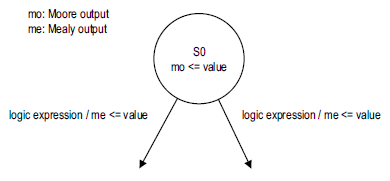 mo: Moore output
me: Mealy output
S0
mo <= value
logic expression / me <= value
logic expression / me <= value